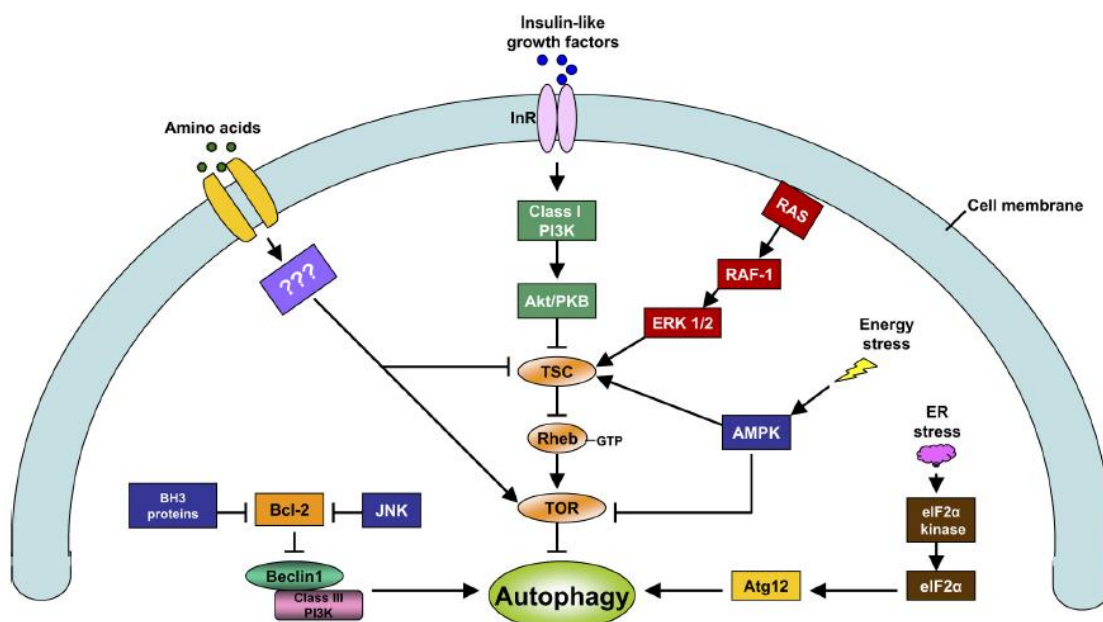 Insulin-like
growth factors
InR
Amino acids
Class I
PI3K
RAS
Cell membrane
???
RAF-1
Akt/PKB
ERK 1/2
Energy
stress
TSC
Rheb
GTP
AMPK
ER
stress
BH3
proteins
Bcl-2
JNK
TOR
eIF2α
kinase
Beclin1
Class III
PI3K
Autophagy
Atg12
eIF2α